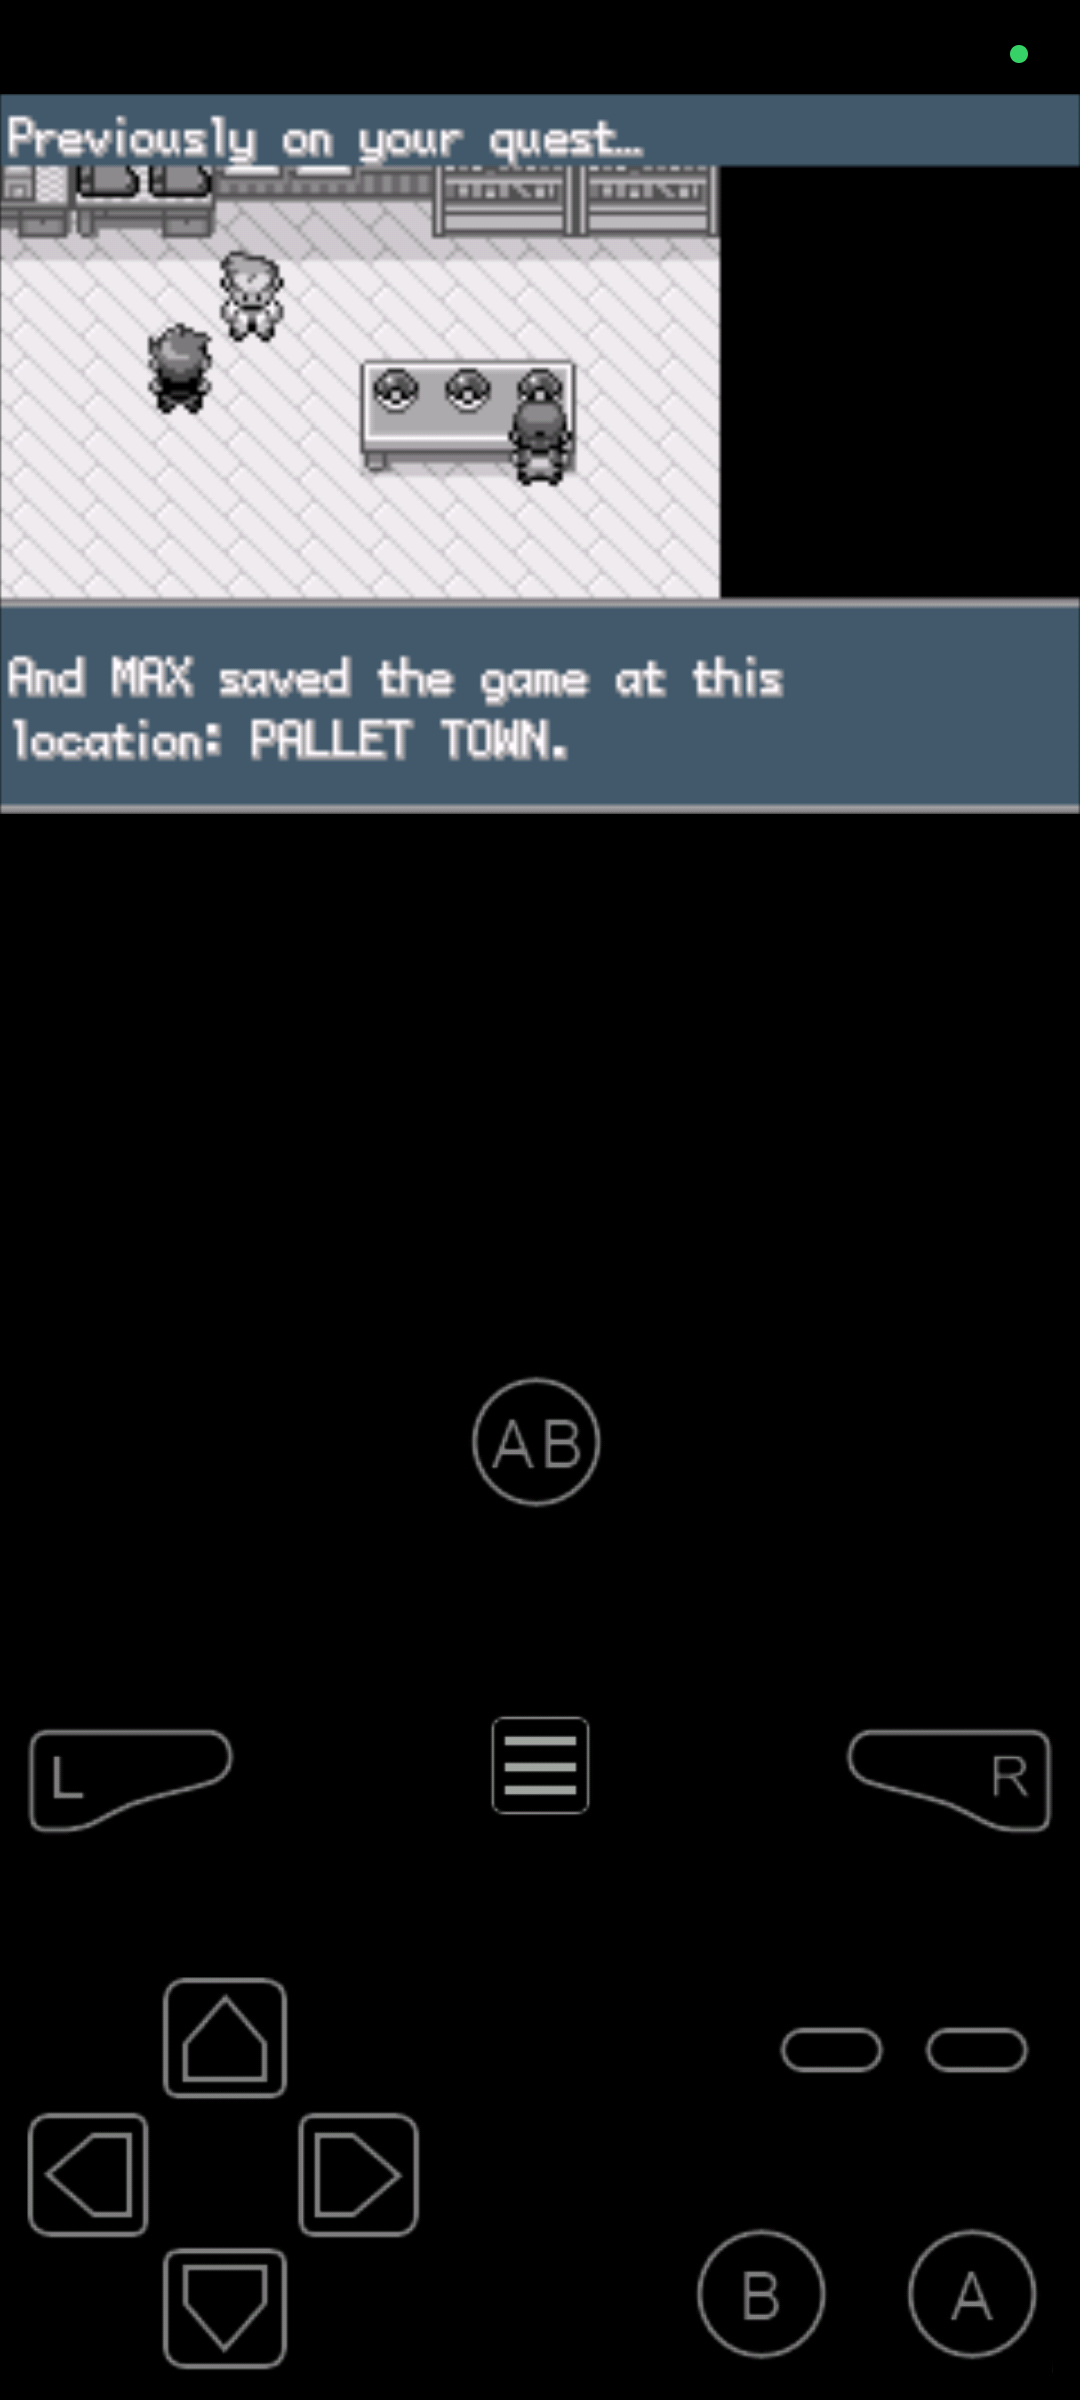 Previously on your quest…
And MAX saved the game at this
location: PALLET TOWN.
AB
L
R
B
A